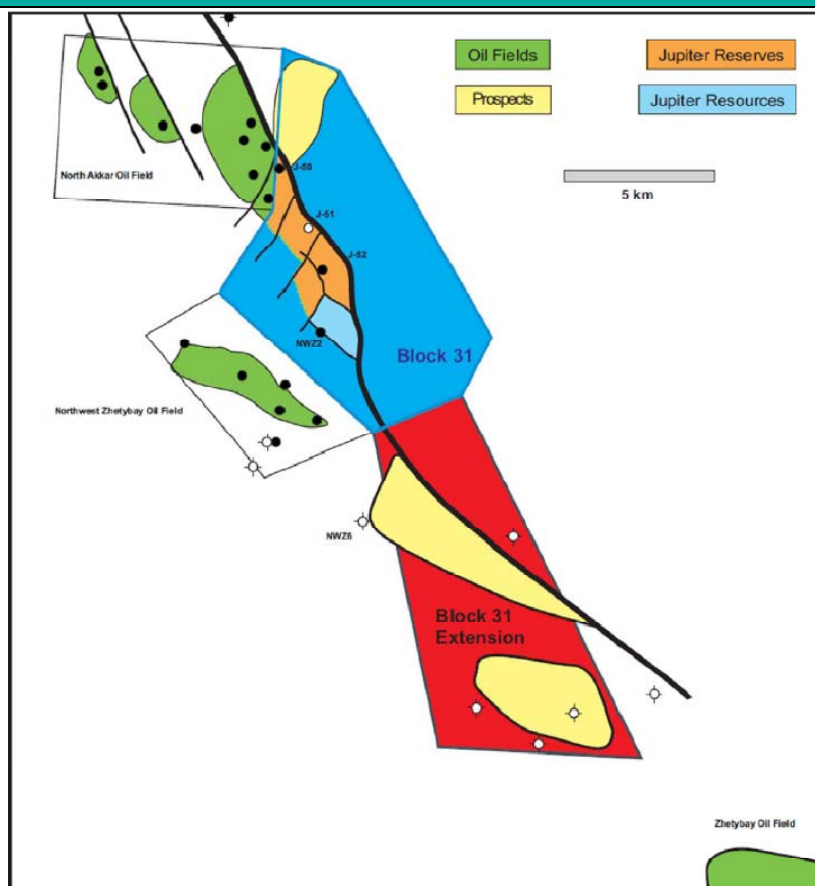 Oil Fields
Jupiter Reserves
Prospects
Jupiter Resources
5 km
North Akkar Oil Field
J-50
J-51
J-52
NWZ2
Block 31
Northwest Zhetybay Oil Field
NWZ6
Block 31
Extension
Zhetybay Oil Field